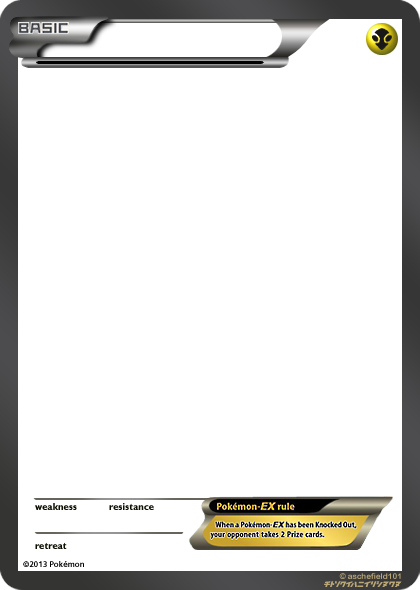 BASIC
weakness resistance
Pokémon-EX rule
When a Pokémon-EX has been Knocked Out,
your opponent takes 2 Prize cards.
retreat
©2013 Pokémon
© aschefield101